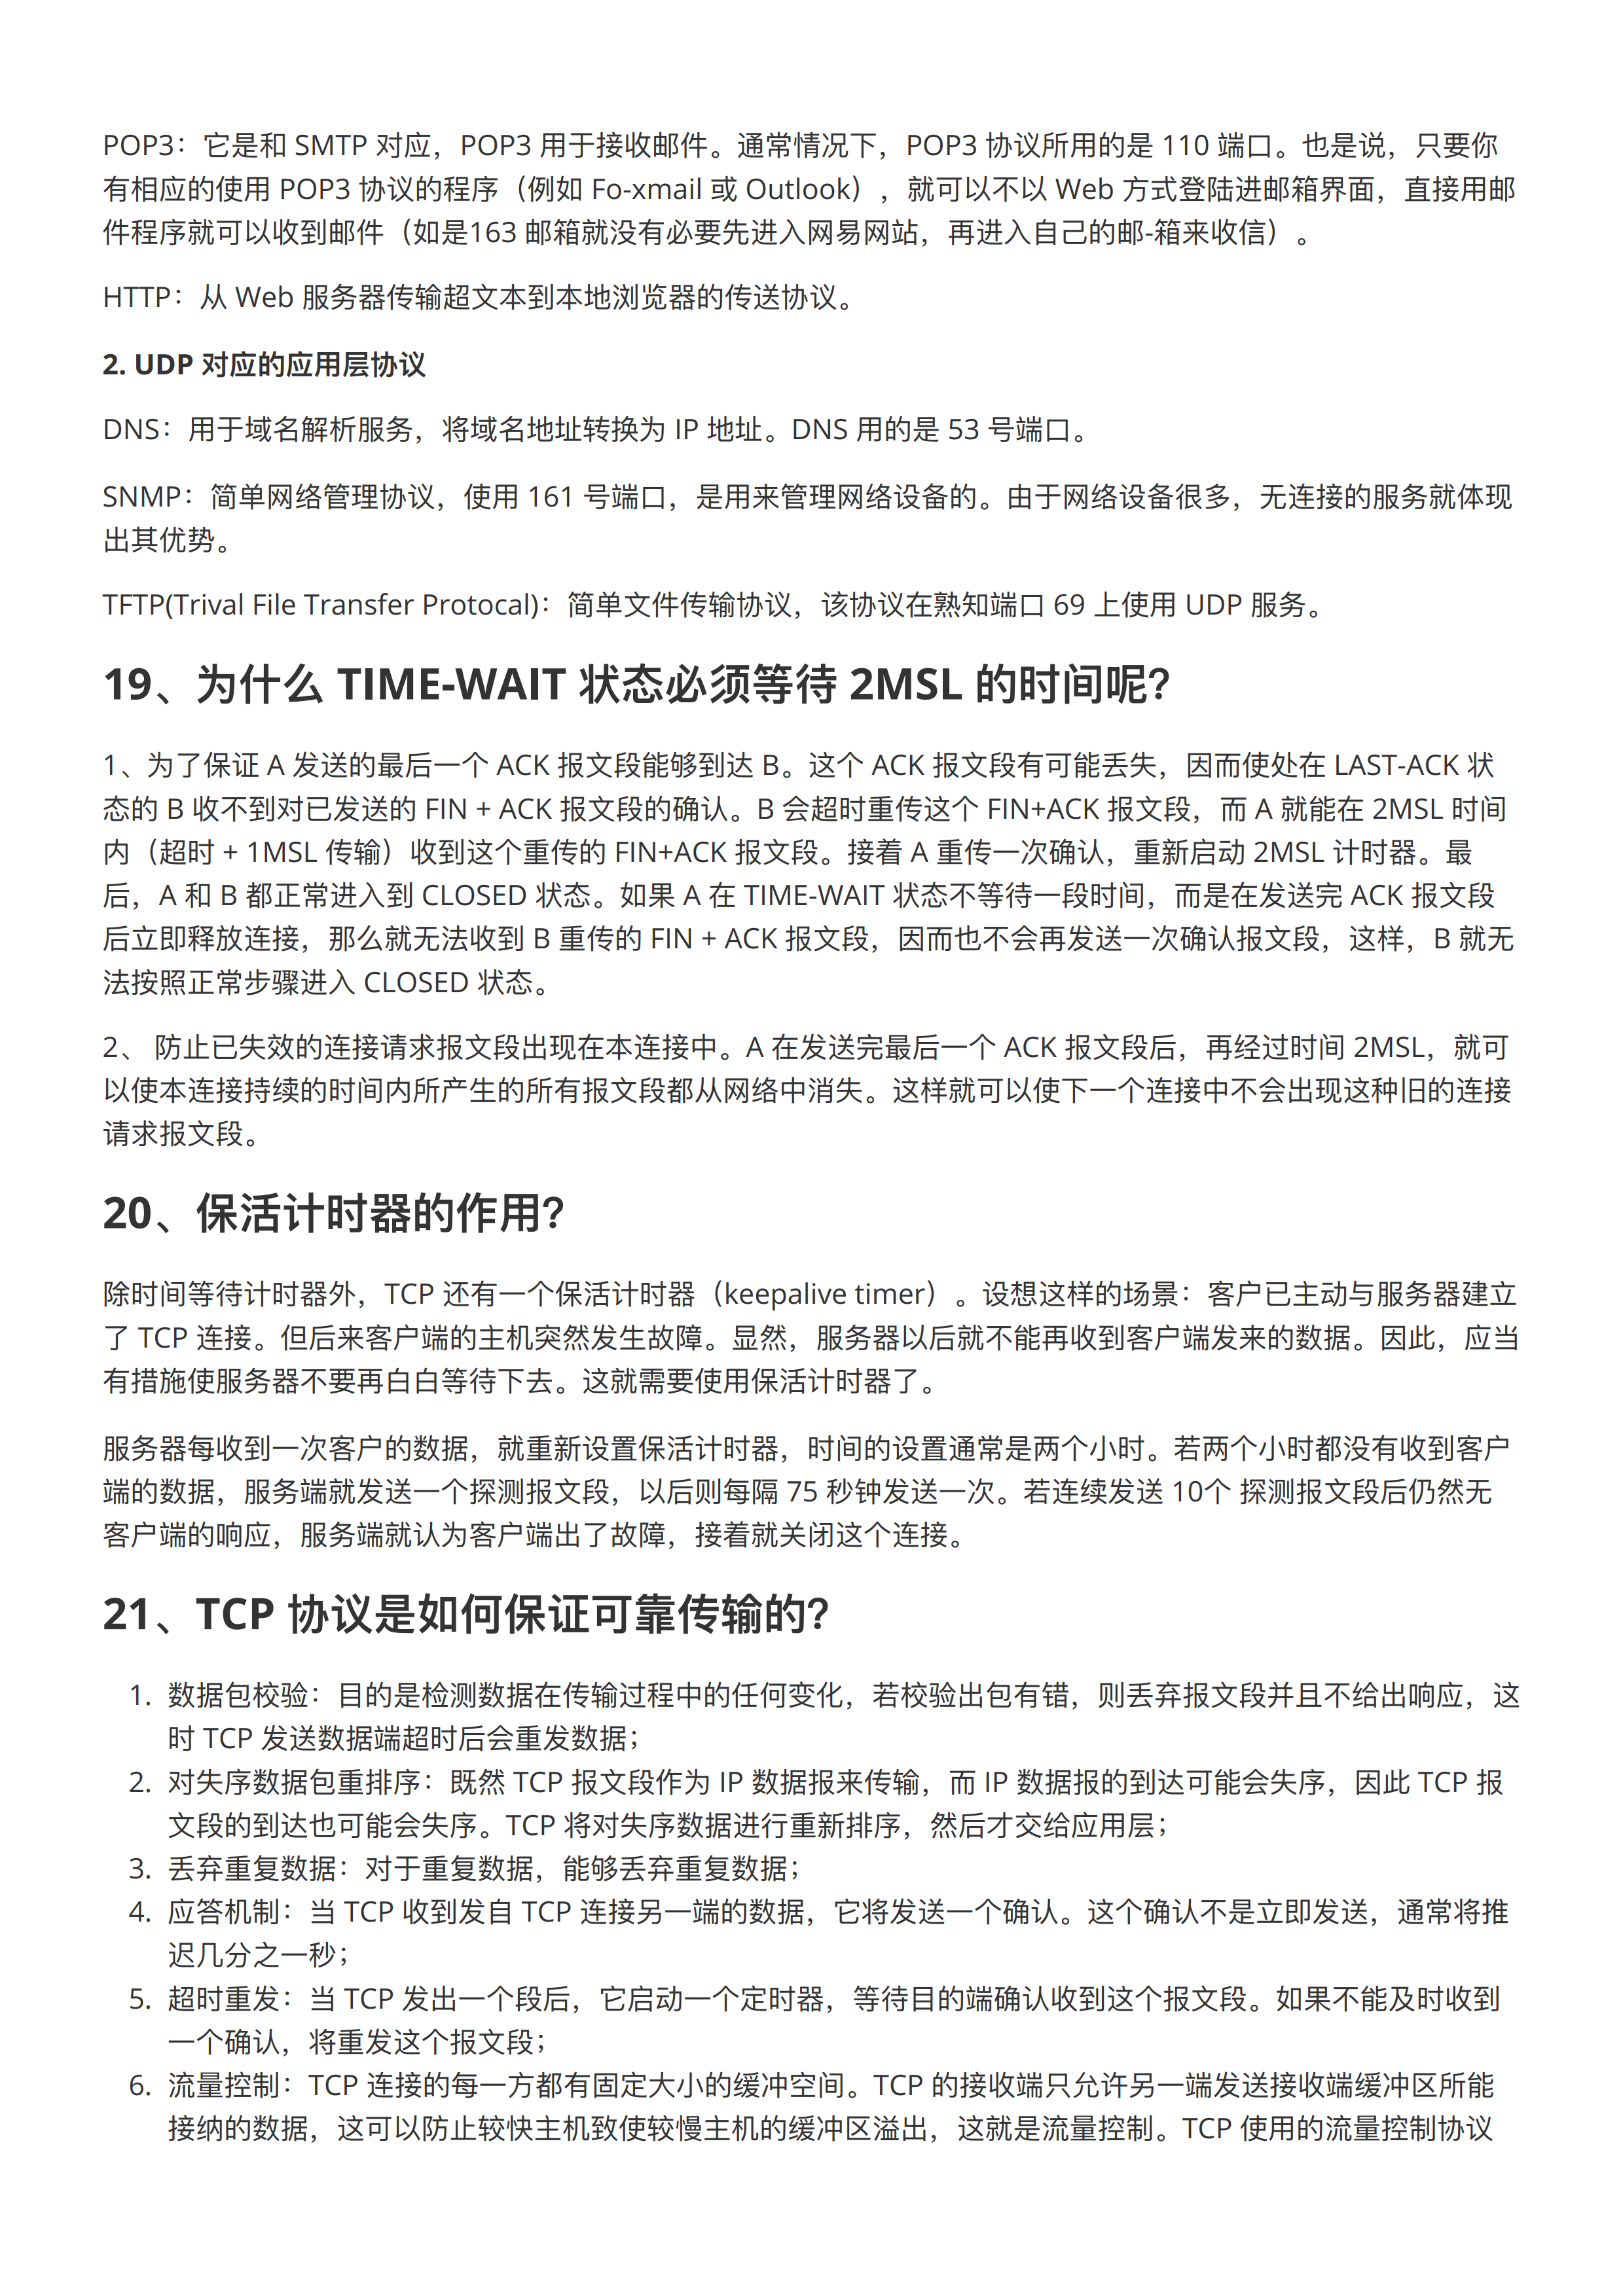 POP3：它是和 SMTP 对应，POP3 用于接收邮件。通常情况下，POP3 协议所用的是 110 端口。也是说，只要你
有相应的使用 POP3 协议的程序（例如 Fo-xmail 或 Outlook），就可以不以 Web 方式登陆进邮箱界面，直接用邮
件程序就可以收到邮件（如是163 邮箱就没有必要先进入网易网站，再进入自己的邮-箱来收信）。
HTTP：从 Web 服务器传输超文本到本地浏览器的传送协议。
2. UDP 对应的应用层协议
DNS：用于域名解析服务，将域名地址转换为 IP 地址。DNS 用的是 53 号端口。
SNMP：简单网络管理协议，使用 161 号端口，是用来管理网络设备的。由于网络设备很多，无连接的服务就体现
出其优势。
TFTP(Trival File Transfer Protocal)：简单文件传输协议，该协议在熟知端口 69 上使用 UDP 服务。
19、为什么 TIME-WAIT 状态必须等待 2MSL 的时间呢？
1、为了保证 A 发送的最后一个 ACK 报文段能够到达 B。这个 ACK 报文段有可能丢失，因而使处在 LAST-ACK 状
态的 B 收不到对已发送的 FIN + ACK 报文段的确认。B 会超时重传这个 FIN+ACK 报文段，而 A 就能在 2MSL 时间
内（超时 + 1MSL 传输）收到这个重传的 FIN+ACK 报文段。接着 A 重传一次确认，重新启动 2MSL 计时器。最
后，A 和 B 都正常进入到 CLOSED 状态。如果 A 在 TIME-WAIT 状态不等待一段时间，而是在发送完 ACK 报文段
后立即释放连接，那么就无法收到 B 重传的 FIN + ACK 报文段，因而也不会再发送一次确认报文段，这样，B 就无
法按照正常步骤进入 CLOSED 状态。
2、 防止已失效的连接请求报文段出现在本连接中。A 在发送完最后一个 ACK 报文段后，再经过时间 2MSL，就可
以使本连接持续的时间内所产生的所有报文段都从网络中消失。这样就可以使下一个连接中不会出现这种旧的连接
请求报文段。
20、保活计时器的作用？
除时间等待计时器外，TCP 还有一个保活计时器（keepalive timer）。设想这样的场景：客户已主动与服务器建立
了 TCP 连接。但后来客户端的主机突然发生故障。显然，服务器以后就不能再收到客户端发来的数据。因此，应当
有措施使服务器不要再白白等待下去。这就需要使用保活计时器了。
服务器每收到一次客户的数据，就重新设置保活计时器，时间的设置通常是两个小时。若两个小时都没有收到客户
端的数据，服务端就发送一个探测报文段，以后则每隔 75 秒钟发送一次。若连续发送 10个 探测报文段后仍然无
客户端的响应，服务端就认为客户端出了故障，接着就关闭这个连接。
21、TCP 协议是如何保证可靠传输的？
1. 数据包校验：目的是检测数据在传输过程中的任何变化，若校验出包有错，则丢弃报文段并且不给出响应，这
时 TCP 发送数据端超时后会重发数据；
2. 对失序数据包重排序：既然 TCP 报文段作为 IP 数据报来传输，而 IP 数据报的到达可能会失序，因此 TCP 报
文段的到达也可能会失序。TCP 将对失序数据进行重新排序，然后才交给应用层；
3. 丢弃重复数据：对于重复数据，能够丢弃重复数据；
4. 应答机制：当 TCP 收到发自 TCP 连接另一端的数据，它将发送一个确认。这个确认不是立即发送，通常将推
迟几分之一秒；
5. 超时重发：当 TCP 发出一个段后，它启动一个定时器，等待目的端确认收到这个报文段。如果不能及时收到
一个确认，将重发这个报文段；
6. 流量控制：TCP 连接的每一方都有固定大小的缓冲空间。TCP 的接收端只允许另一端发送接收端缓冲区所能
接纳的数据，这可以防止较快主机致使较慢主机的缓冲区溢出，这就是流量控制。TCP 使用的流量控制协议